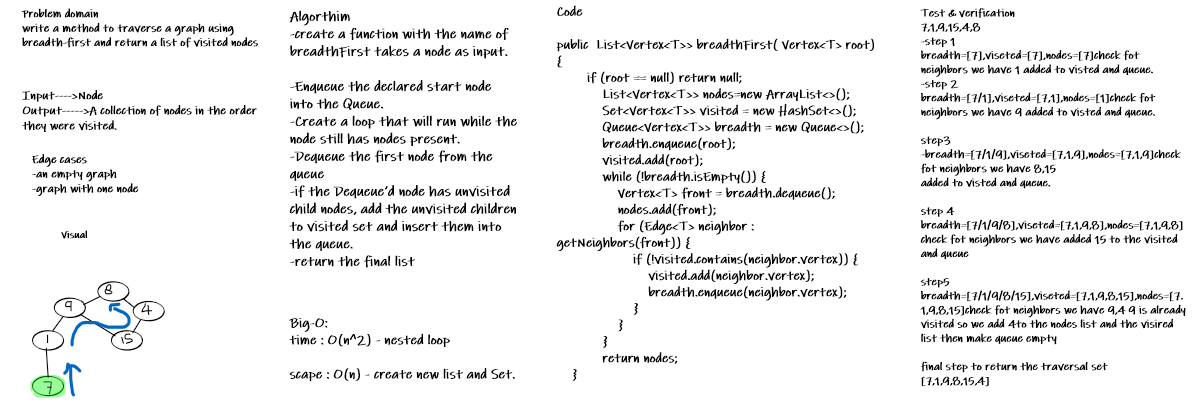 Problem domain
write a method to traverse a graph using
breadth-first and return a list of visited nodes
Input---->Node
Output----->A collection of nodes in the order
they were visited.
Edge cases
-an empty graph
-graph with one node
Visual
8
9
4
1
15
7
Algorthim
-create a function with the name of
breadthFirst takes a node as input.
-Enqueue the declared start node
into the Queue.
-Create a loop that will run while the
node still has nodes present.
-Dequeue the first node from the
queue
-if the Dequeue'd node has unvisited
child nodes, add the unvisited children
to visited set and insert them into
the queue.
-return the final list
Big-O:
time : O(n^2) - nested loop
scape : O(n) - create new list and Set.
Code
public List<Vertex<T>> breadthFirst( Vertex<T> root)
{
if (root == null) return null;
List<Vertex<T>> nodes=new ArrayList<>();
Set<Vertex<T>> visited = new HashSet<>();
Queue<Vertex<T>> breadth = new Queue<>();
breadth.enqueue(root);
visited.add(root);
while (!breadth.isEmpty()) {
Vertex<T> front = breadth.dequeue();
nodes.add(front);
for (Edge<T> neighbor :
getNeighbors(front)) {
if (!visited.contains(neighbor.vertex)) {
visited.add(neighbor.vertex);
breadth.enqueue(neighbor.vertex);
}
}
}
return nodes;
}
Test & verification
7,1,9,15,4,8
-step 1
breadth=[7],viseted=[7],nodes=[7]check fot
neighbors we have 1 added to visted and queue.
-step 2
breadth=[7/1],viseted=[7,1],nodes=[1]check fot
neighbors we have 9 added to visted and queue.
step3
-breadth=[7/1/9],viseted=[7,1,9],nodes=[7,1,9]check
fot neighbors we have 8,15
added to visted and queue.
step 4
breadth=[7/1/9/8],viseted=[7,1,9,8],nodes=[7,1,9,8]
check fot neighbors we have added 15 to the visited
and queue
step5
breadth=[7/1/9/8/15],viseted=[7,1,9,8,15],nodes=[7,
1,9,8,15]check fot neighbors we have 9,4 9 is already
visited so we add 4to the nodes list and the visired
list then make queue empty
final step to return the traversal set
[7,1,9,8,15,4]